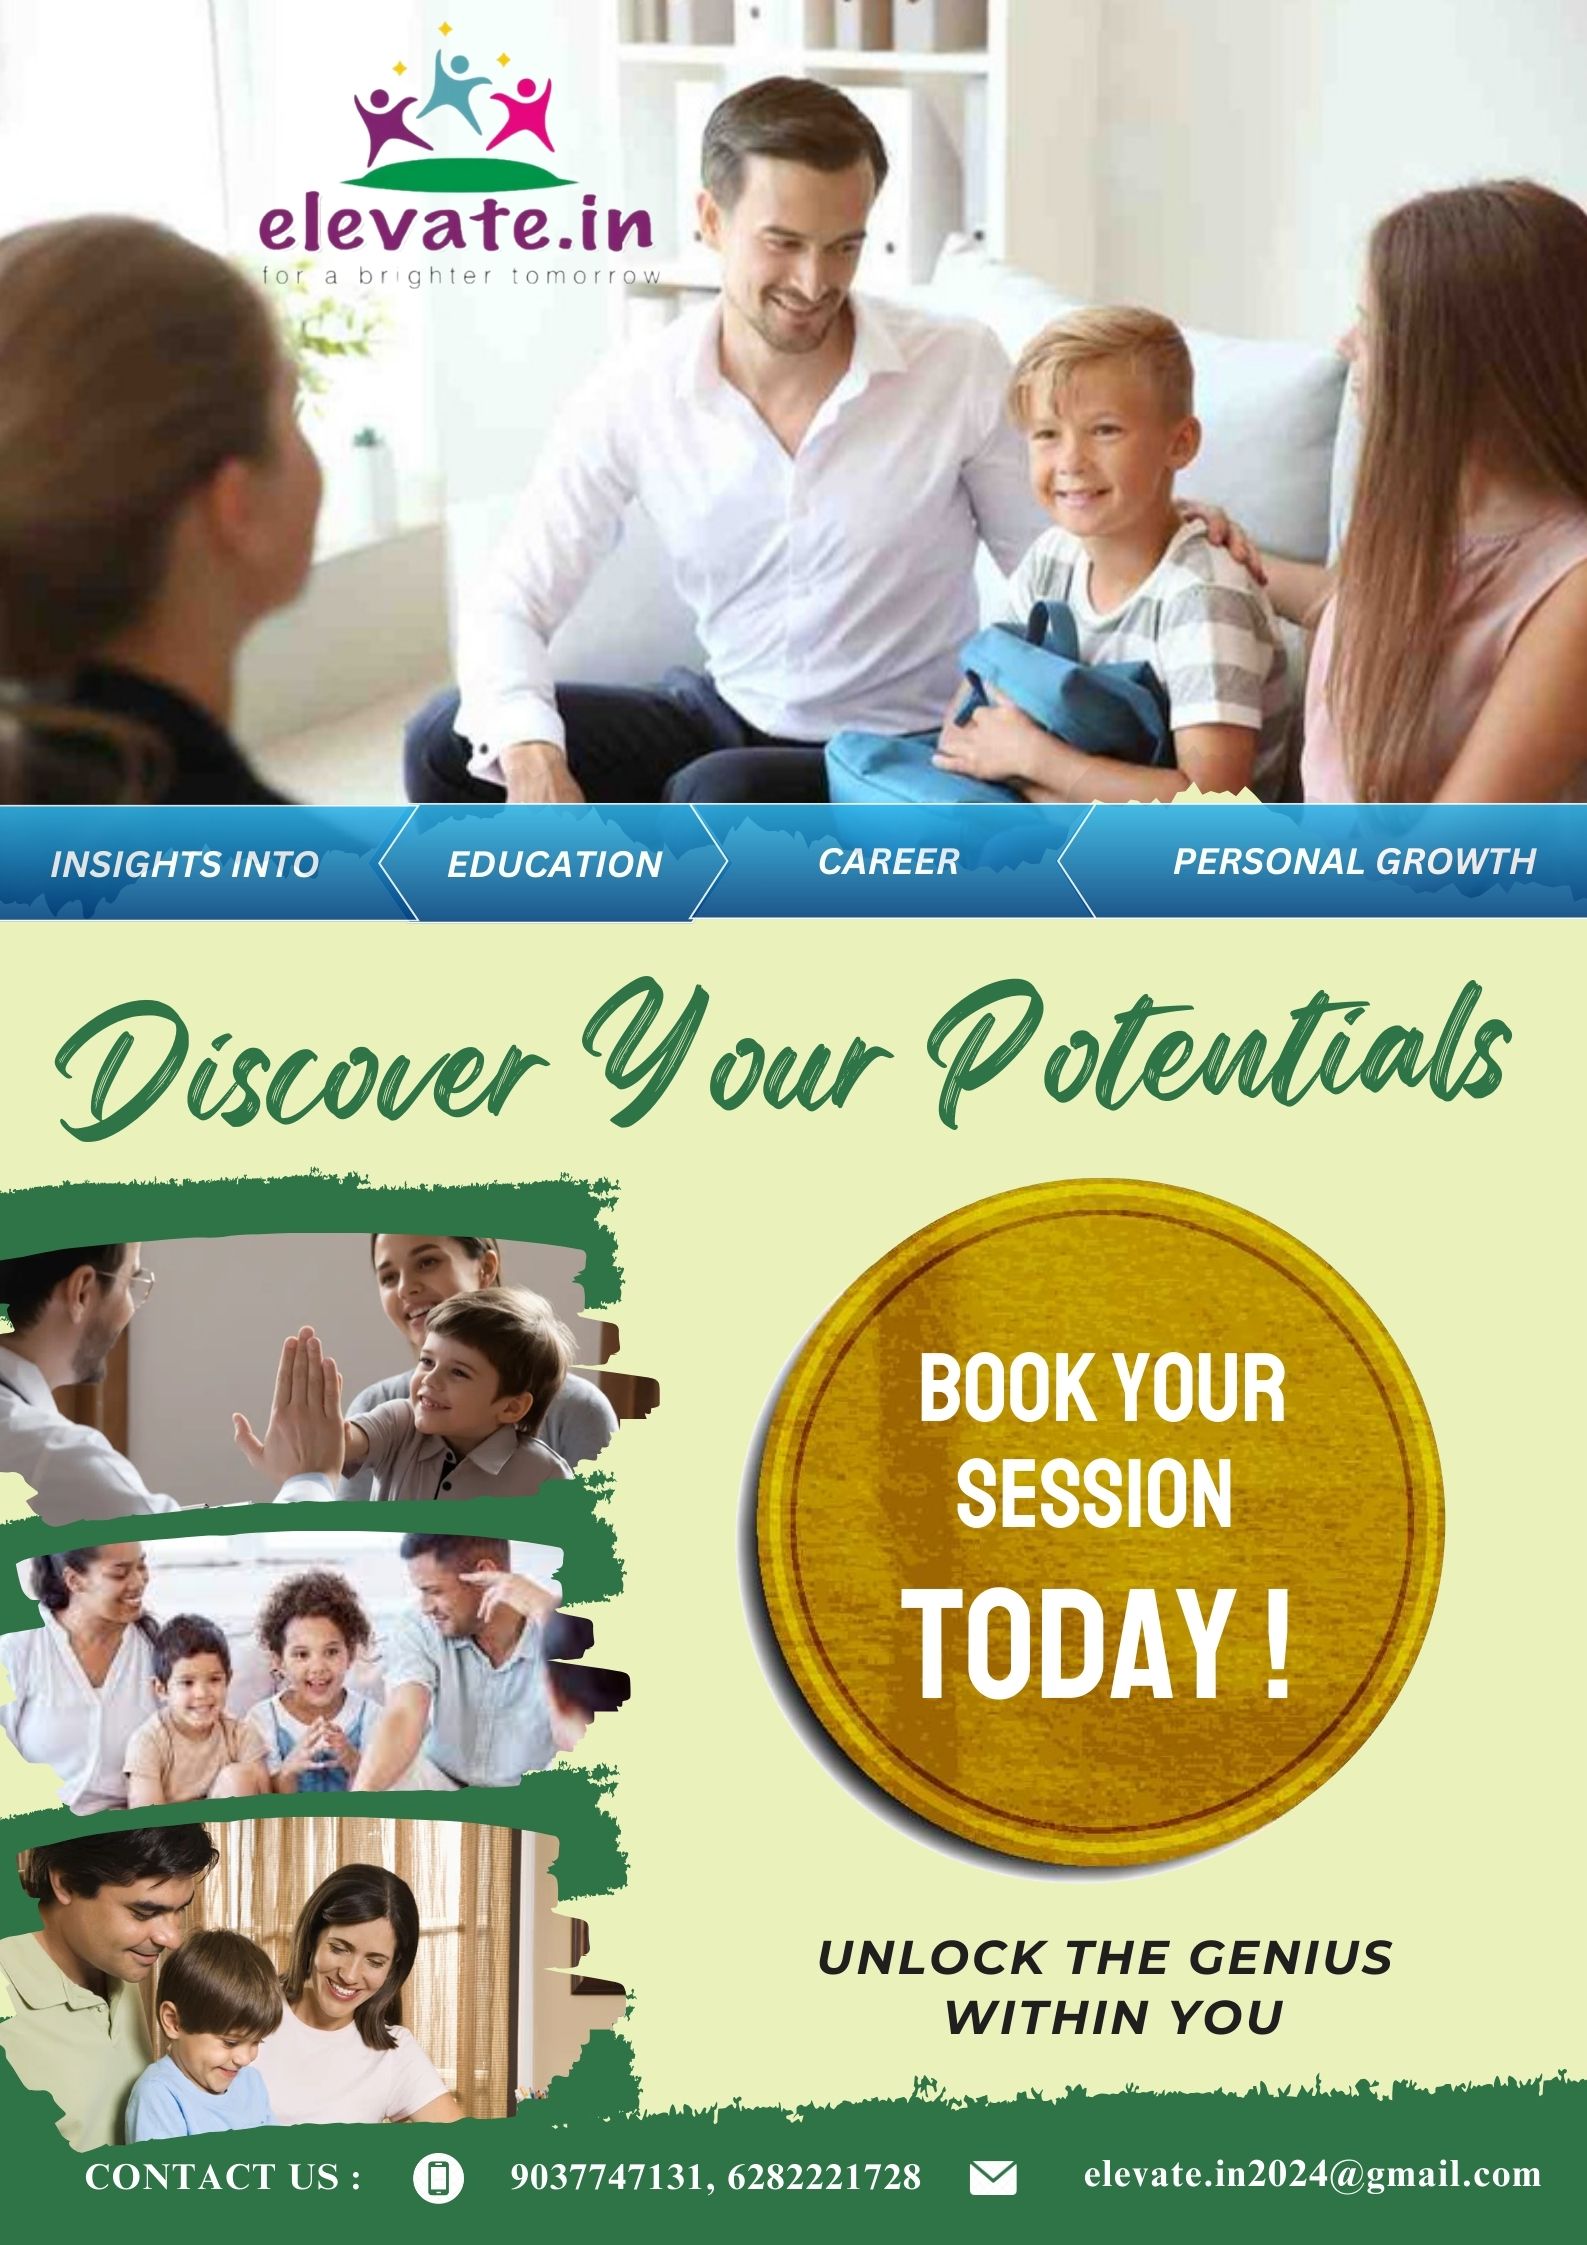 elevate.in
for a brighter tomorrow
INSIGHTS INTO
EDUCATION
CAREER
PERSONAL GROWTH
Discover Your Potentials
BOOK YOUR
SESSION
TODAY !
UNLOCK THE GENIUS
WITHIN YOU
CONTACT US :
9037747131, 6282221728
elevate.in2024@gmail.com